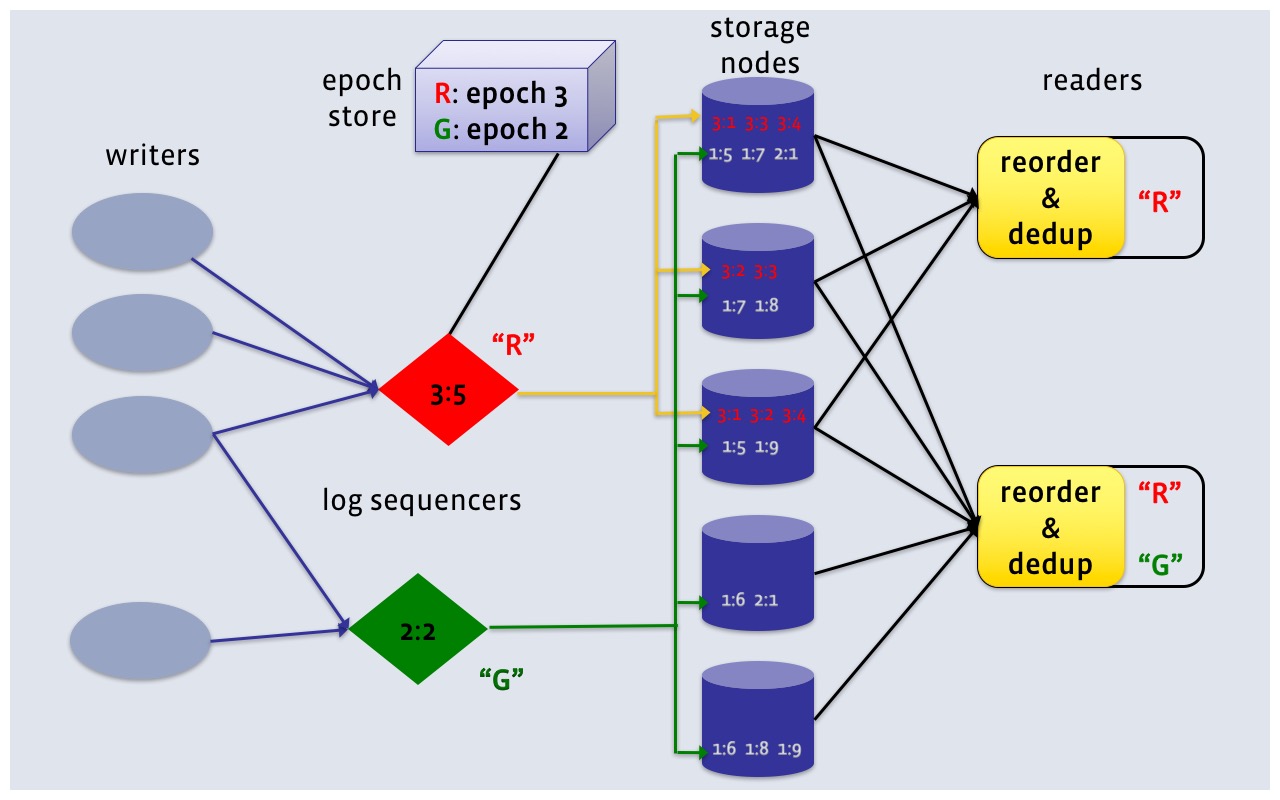 storage
nodes
epoch
store
R: epoch 3
G: epoch 2
readers
writers
3:1 3:3 3:4
1:5 1:7 2:1
reorder
&
dedup
“R”
3:2 3:3
1:7 1:8
“R”
3:5
3:1 3:2 3:4
1:5 1:9
log sequencers
reorder
&
dedup
“R”
“G”
1:6 2:1
2:2
“G”
1:6 1:8 1:9